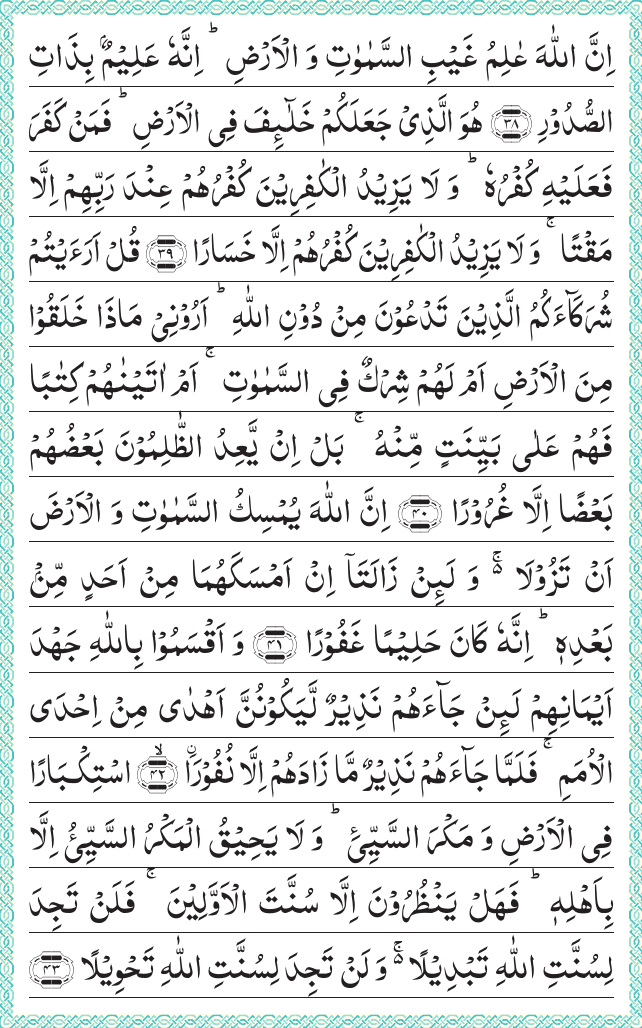 اِنَّ اللّٰهَ عٰلِمُ غَيْبِ السَّمٰوٰتِ وَ الْاَرْضِ ؕ اِنَّهٗ عَلِيْمٌۢ بِذَاتِ
الصُّدُوْرِ ﴿۳۸﴾ هُوَ الَّذِيْ جَعَلَكُمْ خَلٰٓئِفَ فِي الْاَرْضِ ؕ فَمَنْ كَفَرَ
فَعَلَيْهِ كُفْرُهٗ ؕ وَ لَا يَزِيْدُ الْكٰفِرِيْنَ كُفْرُهُمْ عِنْدَ رَبِّهِمْ اِلَّا
مَقْتًا ۚ وَ لَا يَزِيْدُ الْكٰفِرِيْنَ كُفْرُهُمْ اِلَّا خَسَارًا ﴿۳۹﴾ قُلْ اَرَءَيْتُمْ
شُرَكَآءَكُمُ الَّذِيْنَ تَدْعُوْنَ مِنْ دُوْنِ اللّٰهِ ؕ اَرُوْنِيْ مَاذَا خَلَقُوْا
مِنَ الْاَرْضِ اَمْ لَهُمْ شِرْكٌ فِي السَّمٰوٰتِ ۚ اَمْ اٰتَيْنٰهُمْ كِتٰبًا
فَهُمْ عَلٰى بَيِّنَتٍ مِّنْهُ ۚ بَلْ اِنْ يَّعِدُ الظّٰلِمُوْنَ بَعْضُهُمْ
بَعْضًا اِلَّا غُرُوْرًا ﴿۴۰﴾ اِنَّ اللّٰهَ يُمْسِكُ السَّمٰوٰتِ وَ الْاَرْضَ
اَنْ تَزُوْلَا ۬ۚ وَ لَئِنْ زَالَتَاۤ اِنْ اَمْسَكَهُمَا مِنْ اَحَدٍ مِّنْۢ
بَعْدِهٖ ؕ اِنَّهٗ كَانَ حَلِيْمًا غَفُوْرًا ﴿۴۱﴾ وَ اَقْسَمُوْا بِاللّٰهِ جَهْدَ
اَيْمَانِهِمْ لَئِنْ جَآءَهُمْ نَذِيْرٌ لَّيَكُوْنُنَّ اَهْدٰى مِنْ اِحْدَى
الْاُمَمِ ۚ فَلَمَّا جَآءَهُمْ نَذِيْرٌ مَّا زَادَهُمْ اِلَّا نُفُوْرَاۨ ﴿ۙ۴۲﴾ اسْتِكْبَارًا
فِي الْاَرْضِ وَ مَكْرَ السَّيِّئِ ؕ وَ لَا يَحِيْقُ الْمَكْرُ السَّيِّئُ اِلَّا
بِاَهْلِهٖ ؕ فَهَلْ يَنْظُرُوْنَ اِلَّا سُنَّتَ الْاَوَّلِيْنَ ۚ فَلَنْ تَجِدَ
لِسُنَّتِ اللّٰهِ تَبْدِيْلًا ۬ۚ وَ لَنْ تَجِدَ لِسُنَّتِ اللّٰهِ تَحْوِيْلًا ﴿۴۳﴾